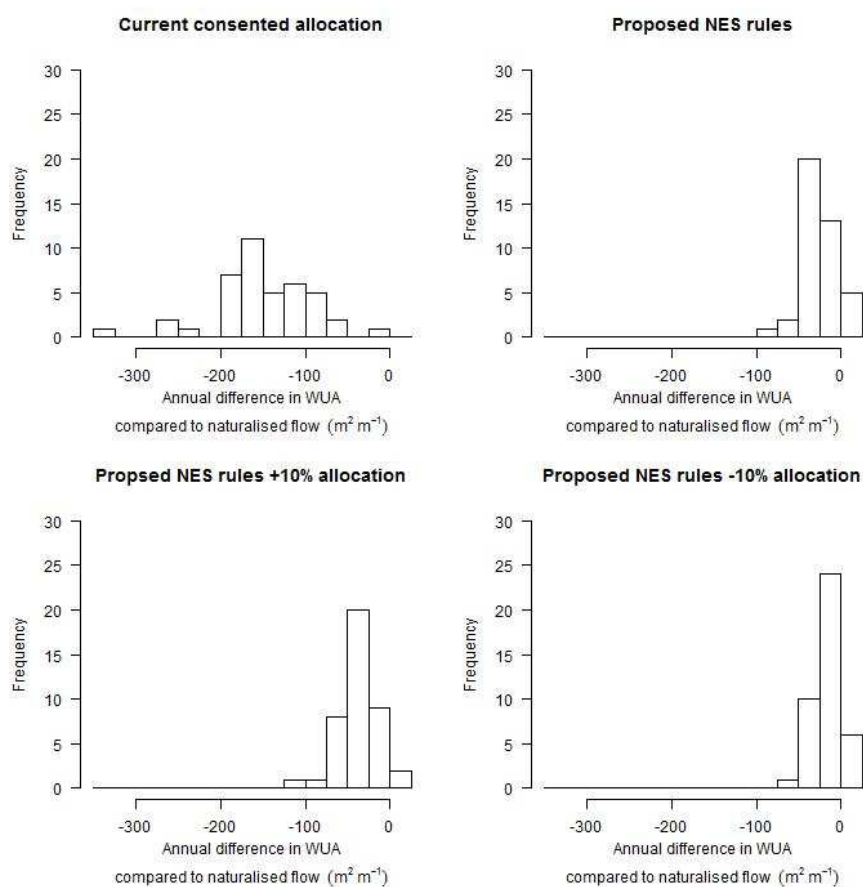 Current consented allocation
30
25
20
15
10
5
0
Frequency
-300 -200 -100 0
Annual difference in WUA
compared to naturalised flow (m² m⁻¹)
Proposed NES rules
30
25
20
15
10
5
0
Frequency
-300 -200 -100 0
Annual difference in WUA
compared to naturalised flow (m² m⁻¹)
Propsed NES rules +10% allocation
30
25
20
15
10
5
0
Frequency
-300 -200 -100 0
Annual difference in WUA
compared to naturalised flow (m² m⁻¹)
Proposed NES rules -10% allocation
30
25
20
15
10
5
0
Frequency
-300 -200 -100 0
Annual difference in WUA
compared to naturalised flow (m² m⁻¹)